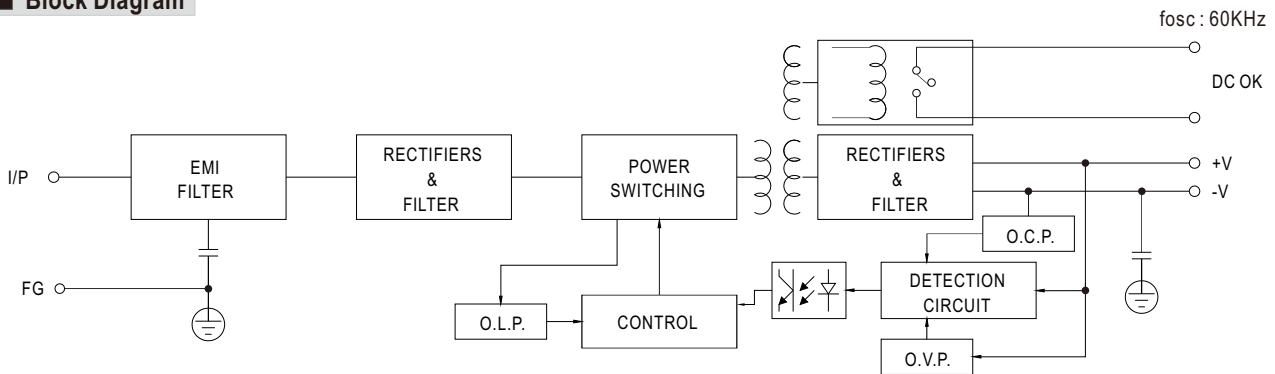 ■ Block Diagram
fosc : 60KHz
DC OK
I/P
EMI
FILTER
RECTIFIERS
&
FILTER
POWER
SWITCHING
RECTIFIERS
&
FILTER
+V
-V
O.C.P.
FG
O.L.P.
CONTROL
DETECTION
CIRCUIT
O.V.P.